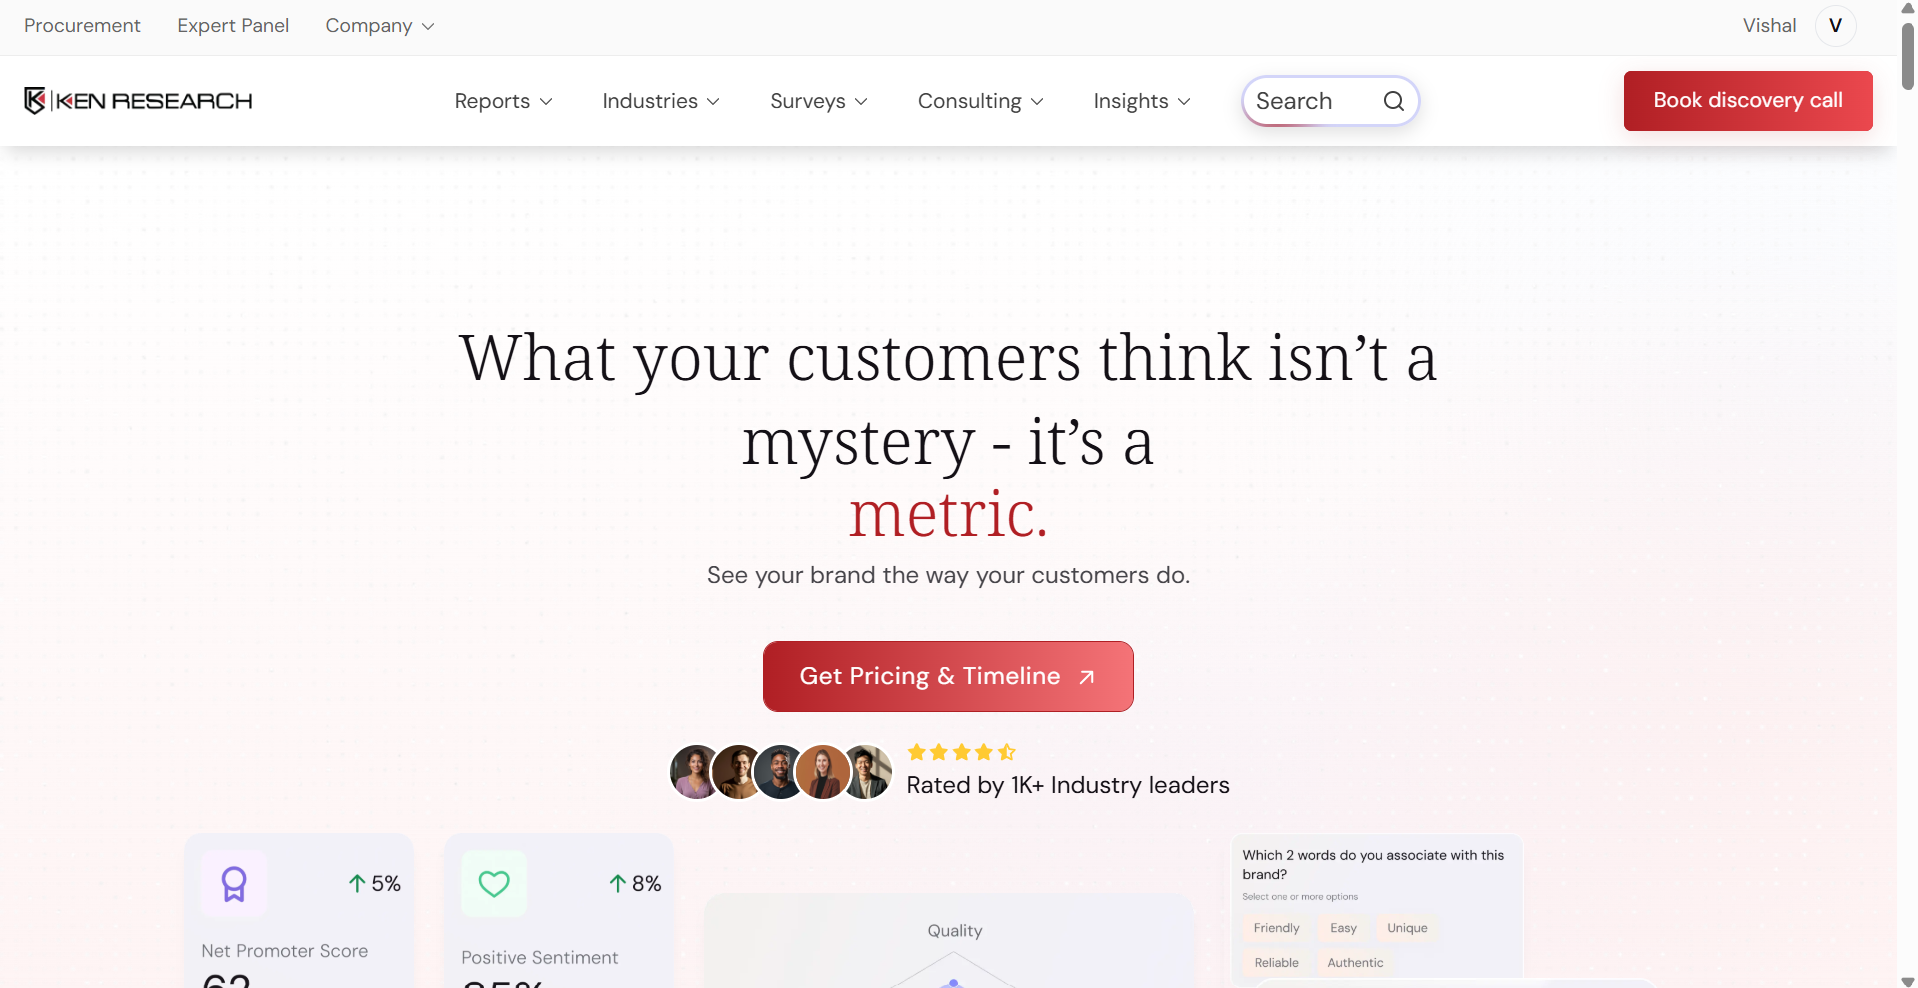 Procurement
Expert Panel
Company
Vishal
V
KEN RESEARCH
Reports
Industries
Surveys
Consulting
Insights
Search
Book discovery call
What your customers think isn’t a
mystery - it’s a
metric.
See your brand the way your customers do.
Get Pricing & Timeline
Rated by 1K+ Industry leaders
5%
Net Promoter Score
8%
Positive Sentiment
Quality
Which 2 words do you associate with this
brand?
Select one or more options
Friendly
Easy
Unique
Reliable
Authentic